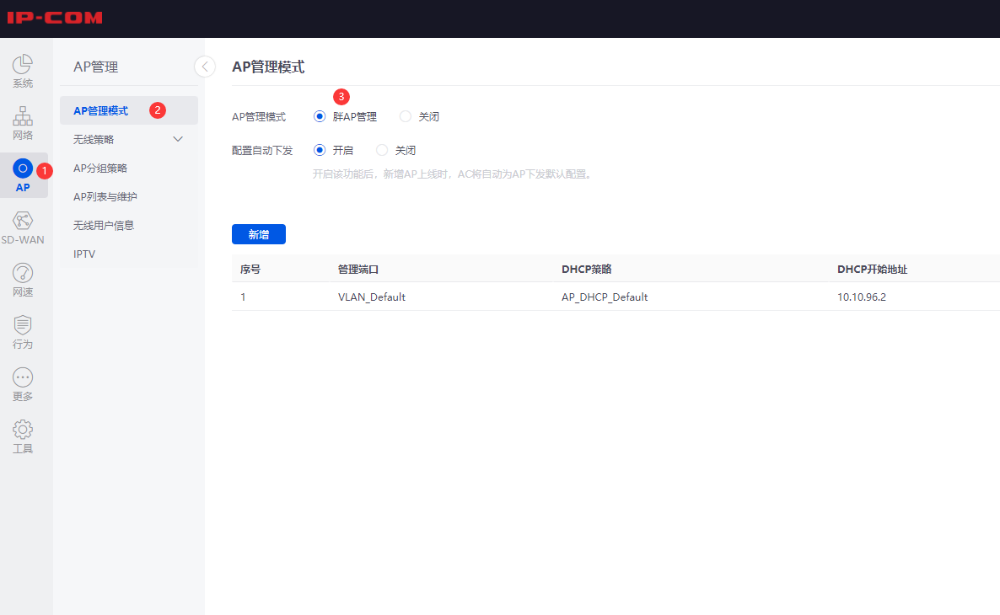 IP-COM
系统
网络
1
AP
SD-WAN
网速
行为
更多
工具
AP管理
AP管理模式 2
无线策略
AP分组策略
AP列表与维护
无线用户信息
IPTV
AP管理模式
3
AP管理模式 胖AP管理 关闭
配置自动下发 开启 关闭
开启该功能后，新增AP上线时，AC将自动为AP下发默认配置。
新增
序号 管理端口 DHCP策略 DHCP开始地址
1 VLAN_Default AP_DHCP_Default 10.10.96.2